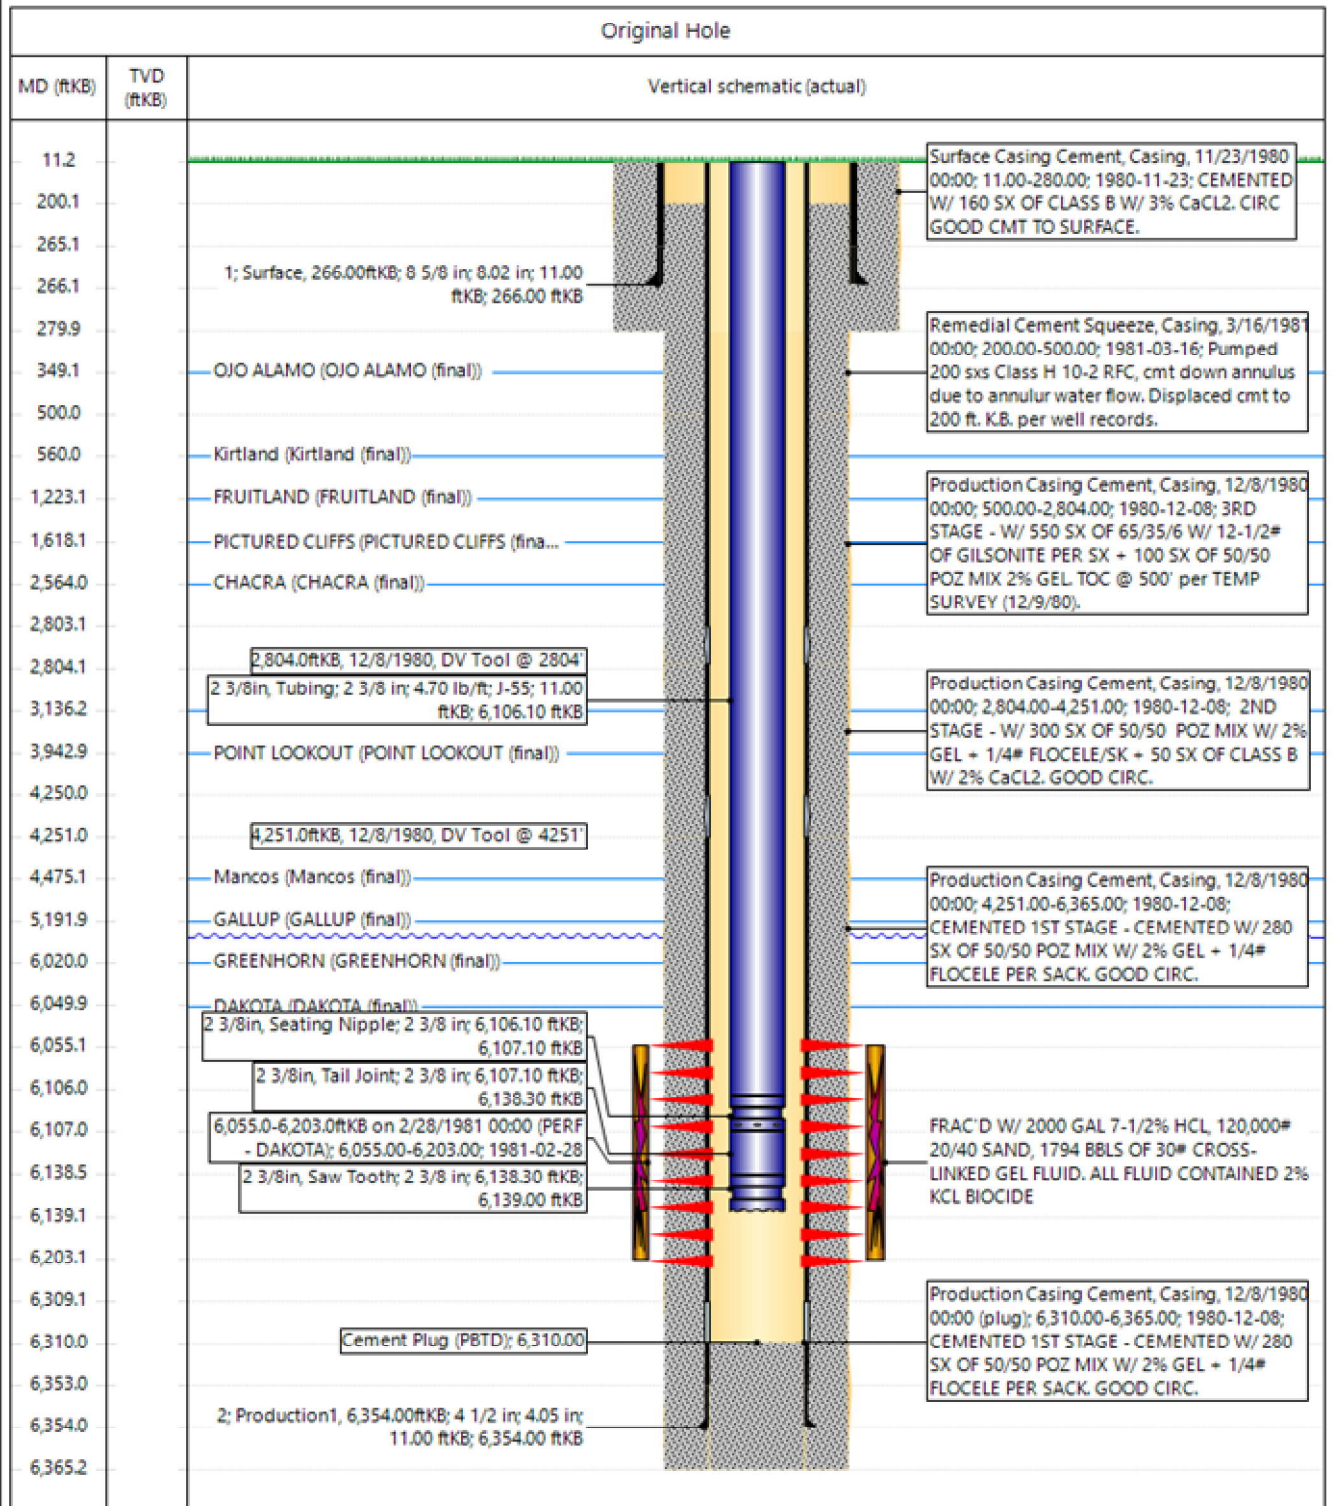 Original Hole
MD (ftKB)
TVD
(ftKB)
Vertical schematic (actual)
11.2
200.1
265.1
266.1
279.9
349.1
500.0
560.0
1,223.1
1,618.1
2,564.0
2,803.1
2,804.1
3,136.2
3,942.9
4,250.0
4,251.0
4,475.1
5,191.9
6,020.0
6,049.9
6,055.1
6,106.0
6,107.0
6,138.5
6,139.1
6,203.1
6,309.1
6,310.0
6,353.0
6,354.0
6,365.2
1; Surface, 266.00ftKB; 8 5/8 in; 8.02 in; 11.00
ftKB; 266.00 ftKB
OJO ALAMO (OJO ALAMO (final))
Kirtland (Kirtland (final))
FRUITLAND (FRUITLAND (final))
PICTURED CLIFFS (PICTURED CLIFFS (fina...
CHACRA (CHACRA (final))
2,804.0ftKB, 12/8/1980, DV Tool @ 2804'
2 3/8in, Tubing; 2 3/8 in; 4.70 lb/ft; J-55; 11.00
ftKB; 6,106.10 ftKB
POINT LOOKOUT (POINT LOOKOUT (final))
4,251.0ftKB, 12/8/1980, DV Tool @ 4251'
Mancos (Mancos (final))
GALLUP (GALLUP (final))
GREENHORN (GREENHORN (final))
DAKOTA (DAKOTA (final))
2 3/8in, Seating Nipple; 2 3/8 in; 6,106.10 ftKB;
6,107.10 ftKB
2 3/8in, Tail Joint; 2 3/8 in; 6,107.10 ftKB;
6,138.30 ftKB
6,055.0-6,203.0ftKB on 2/28/1981 00:00 (PERF
- DAKOTA); 6,055.00-6,203.00; 1981-02-28
2 3/8in, Saw Tooth; 2 3/8 in; 6,138.30 ftKB;
6,139.00 ftKB
Cement Plug (PBTD); 6,310.00
2; Production1, 6,354.00ftKB; 4 1/2 in; 4.05 in;
11.00 ftKB; 6,354.00 ftKB
Surface Casing Cement, Casing, 11/23/1980
00:00; 11.00-280.00; 1980-11-23; CEMENTED
W/ 160 SX OF CLASS B W/ 3% CaCL2. CIRC
GOOD CMT TO SURFACE.
Remedial Cement Squeeze, Casing, 3/16/1981
00:00; 200.00-500.00; 1981-03-16; Pumped
200 sxs Class H 10-2 RFC, cmt down annulus
due to annulur water flow. Displaced cmt to
200 ft. K.B. per well records.
Production Casing Cement, Casing, 12/8/1980
00:00; 500.00-2,804.00; 1980-12-08; 3RD
STAGE - W/ 550 SX OF 65/35/6 W/ 12-1/2#
OF GILSONITE PER SX + 100 SX OF 50/50
POZ MIX 2% GEL. TOC @ 500' per TEMP
SURVEY (12/9/80).
Production Casing Cement, Casing, 12/8/1980
00:00; 2,804.00-4,251.00; 1980-12-08; 2ND
STAGE - W/ 300 SX OF 50/50 POZ MIX W/ 2%
GEL + 1/4# FLOCELE/SK + 50 SX OF CLASS B
W/ 2% CaCL2. GOOD CIRC.
Production Casing Cement, Casing, 12/8/1980
00:00; 4,251.00-6,365.00; 1980-12-08;
CEMENTED 1ST STAGE - CEMENTED W/ 280
SX OF 50/50 POZ MIX W/ 2% GEL + 1/4#
FLOCELE PER SACK. GOOD CIRC.
FRAC'D W/ 2000 GAL 7-1/2% HCL, 120,000#
20/40 SAND, 1794 BBLS OF 30# CROSS-
LINKED GEL FLUID. ALL FLUID CONTAINED 2%
KCL BIOCIDE
Production Casing Cement, Casing, 12/8/1980
00:00 (plug); 6,310.00-6,365.00; 1980-12-08;
CEMENTED 1ST STAGE - CEMENTED W/ 280
SX OF 50/50 POZ MIX W/ 2% GEL + 1/4#
FLOCELE PER SACK. GOOD CIRC.